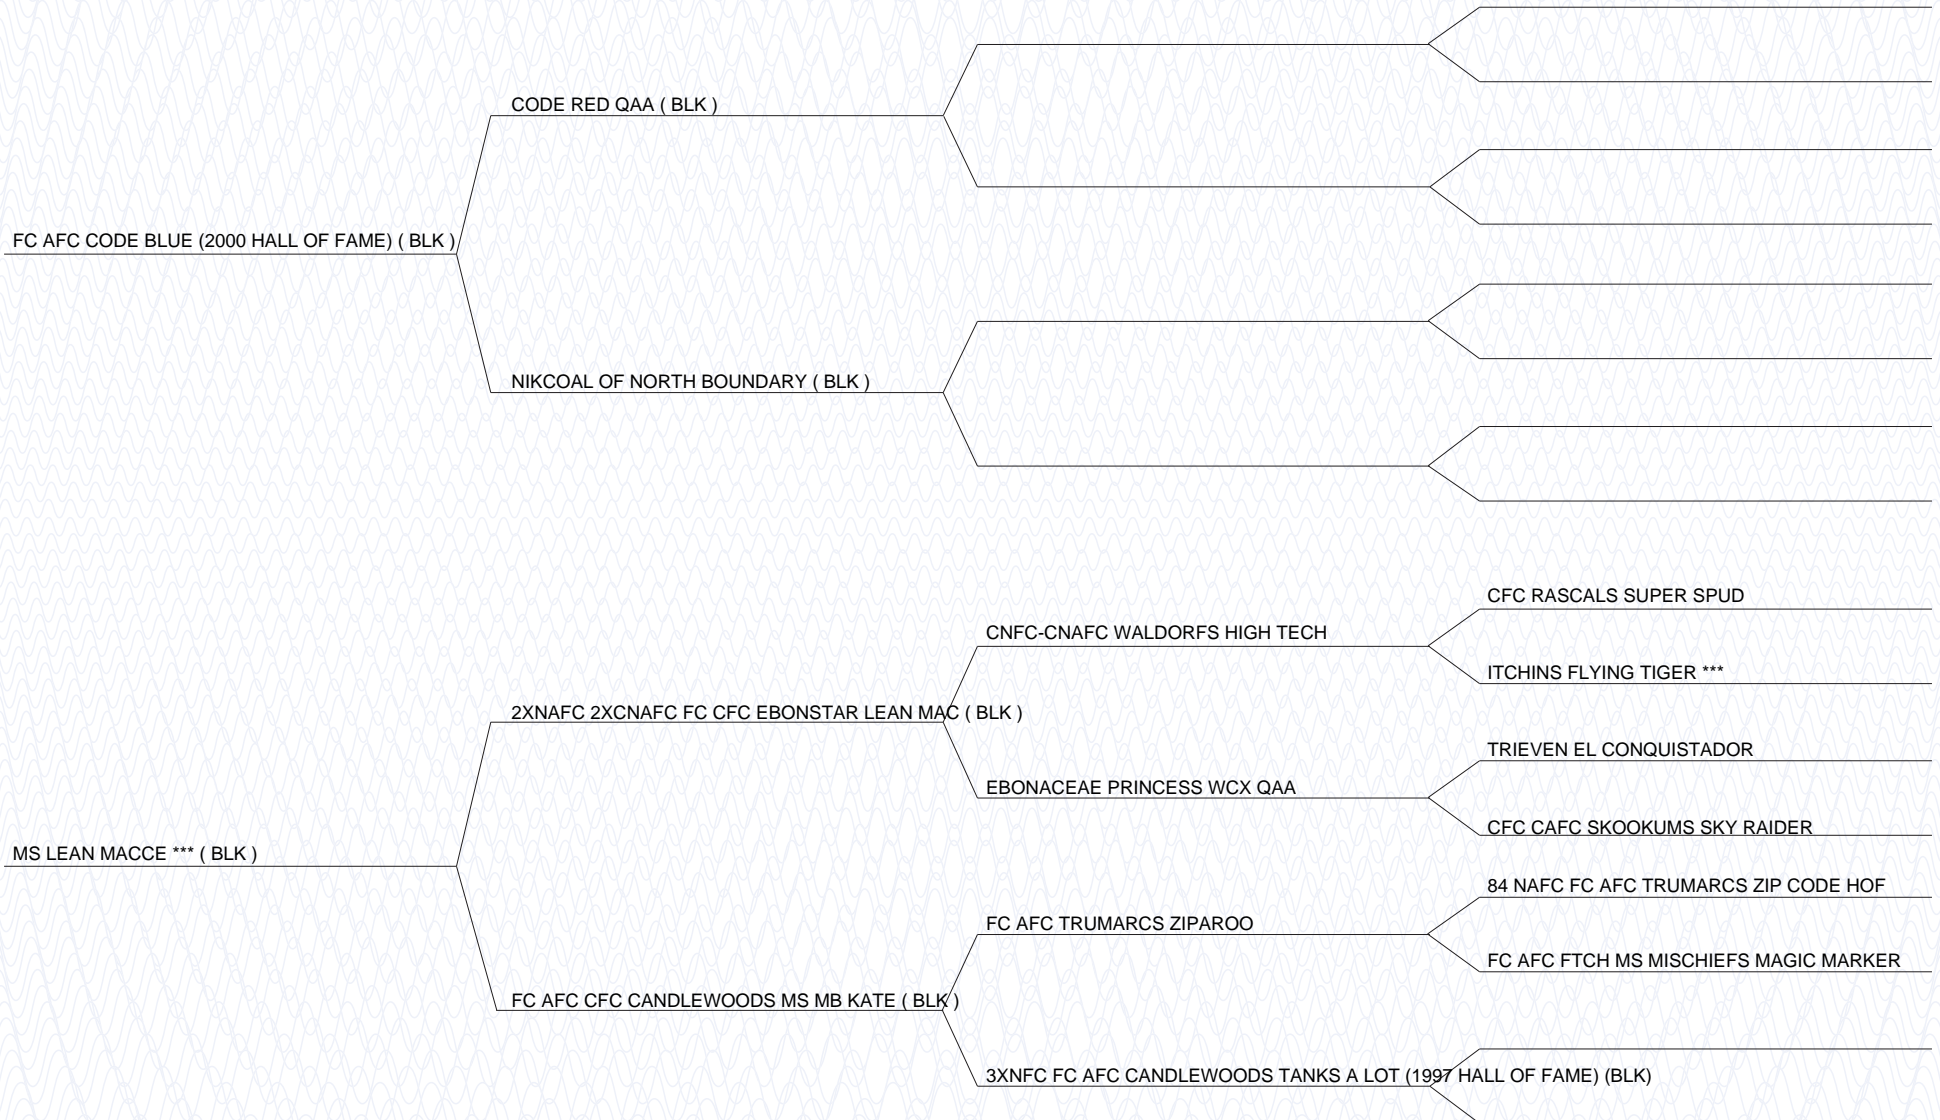 CODE RED QAA ( BLK )
FC AFC CODE BLUE (2000 HALL OF FAME) ( BLK )
NIKCOAL OF NORTH BOUNDARY ( BLK )
CFC RASCALS SUPER SPUD
CNFC-CNAFC WALDORFS HIGH TECH
ITCHINS FLYING TIGER ***
2XNAFC 2XCNAFC FC CFC EBONSTAR LEAN MAC ( BLK )
TRIEVEN EL CONQUISTADOR
EBONACEAE PRINCESS WCX QAA
CFC CAFC SKOOKUMS SKY RAIDER
MS LEAN MACCE *** ( BLK )
84 NAFC FC AFC TRUMARCS ZIP CODE HOF
FC AFC TRUMARCS ZIPAROO
FC AFC FTCH MS MISCHIEFS MAGIC MARKER
FC AFC CFC CANDLEWOODS MS MB KATE ( BLK )
3XNFC FC AFC CANDLEWOODS TANKS A LOT (1997 HALL OF FAME) (BLK)